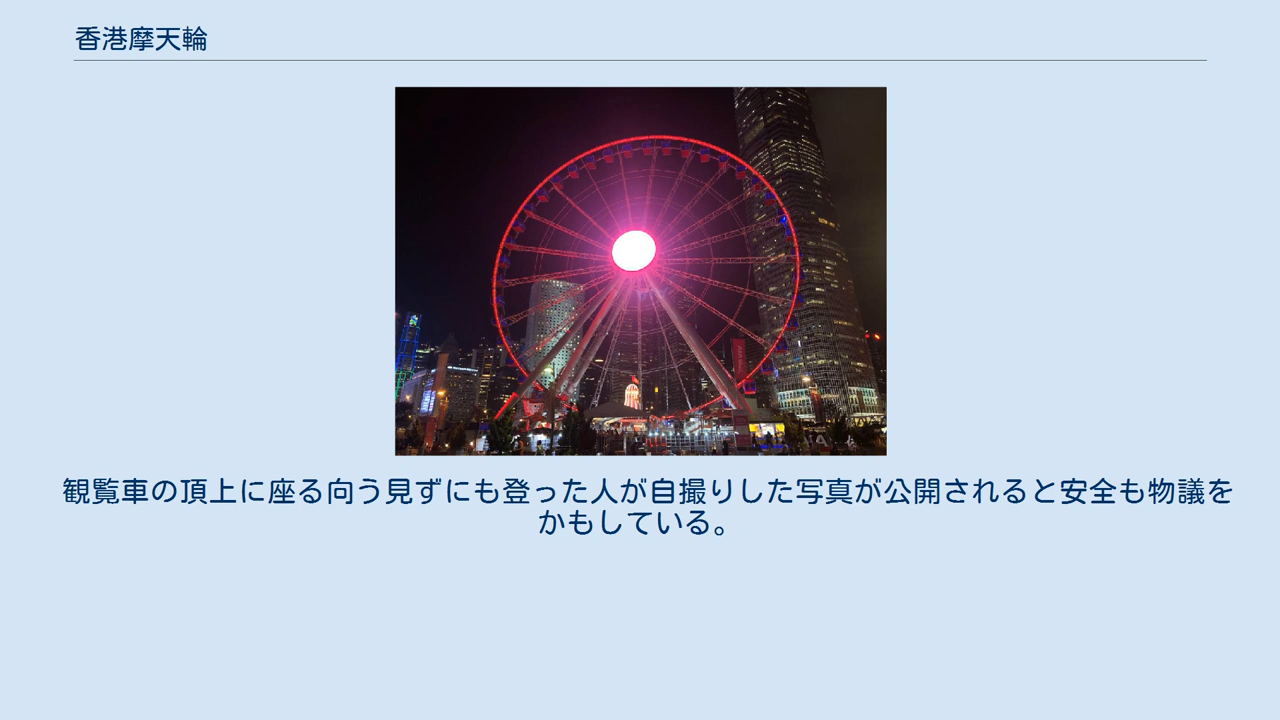 香港摩天輪
観覧車の頂上に座る向う見ずにも登った人が自撮りした写真が公開されると安全も物議を
かもしている。